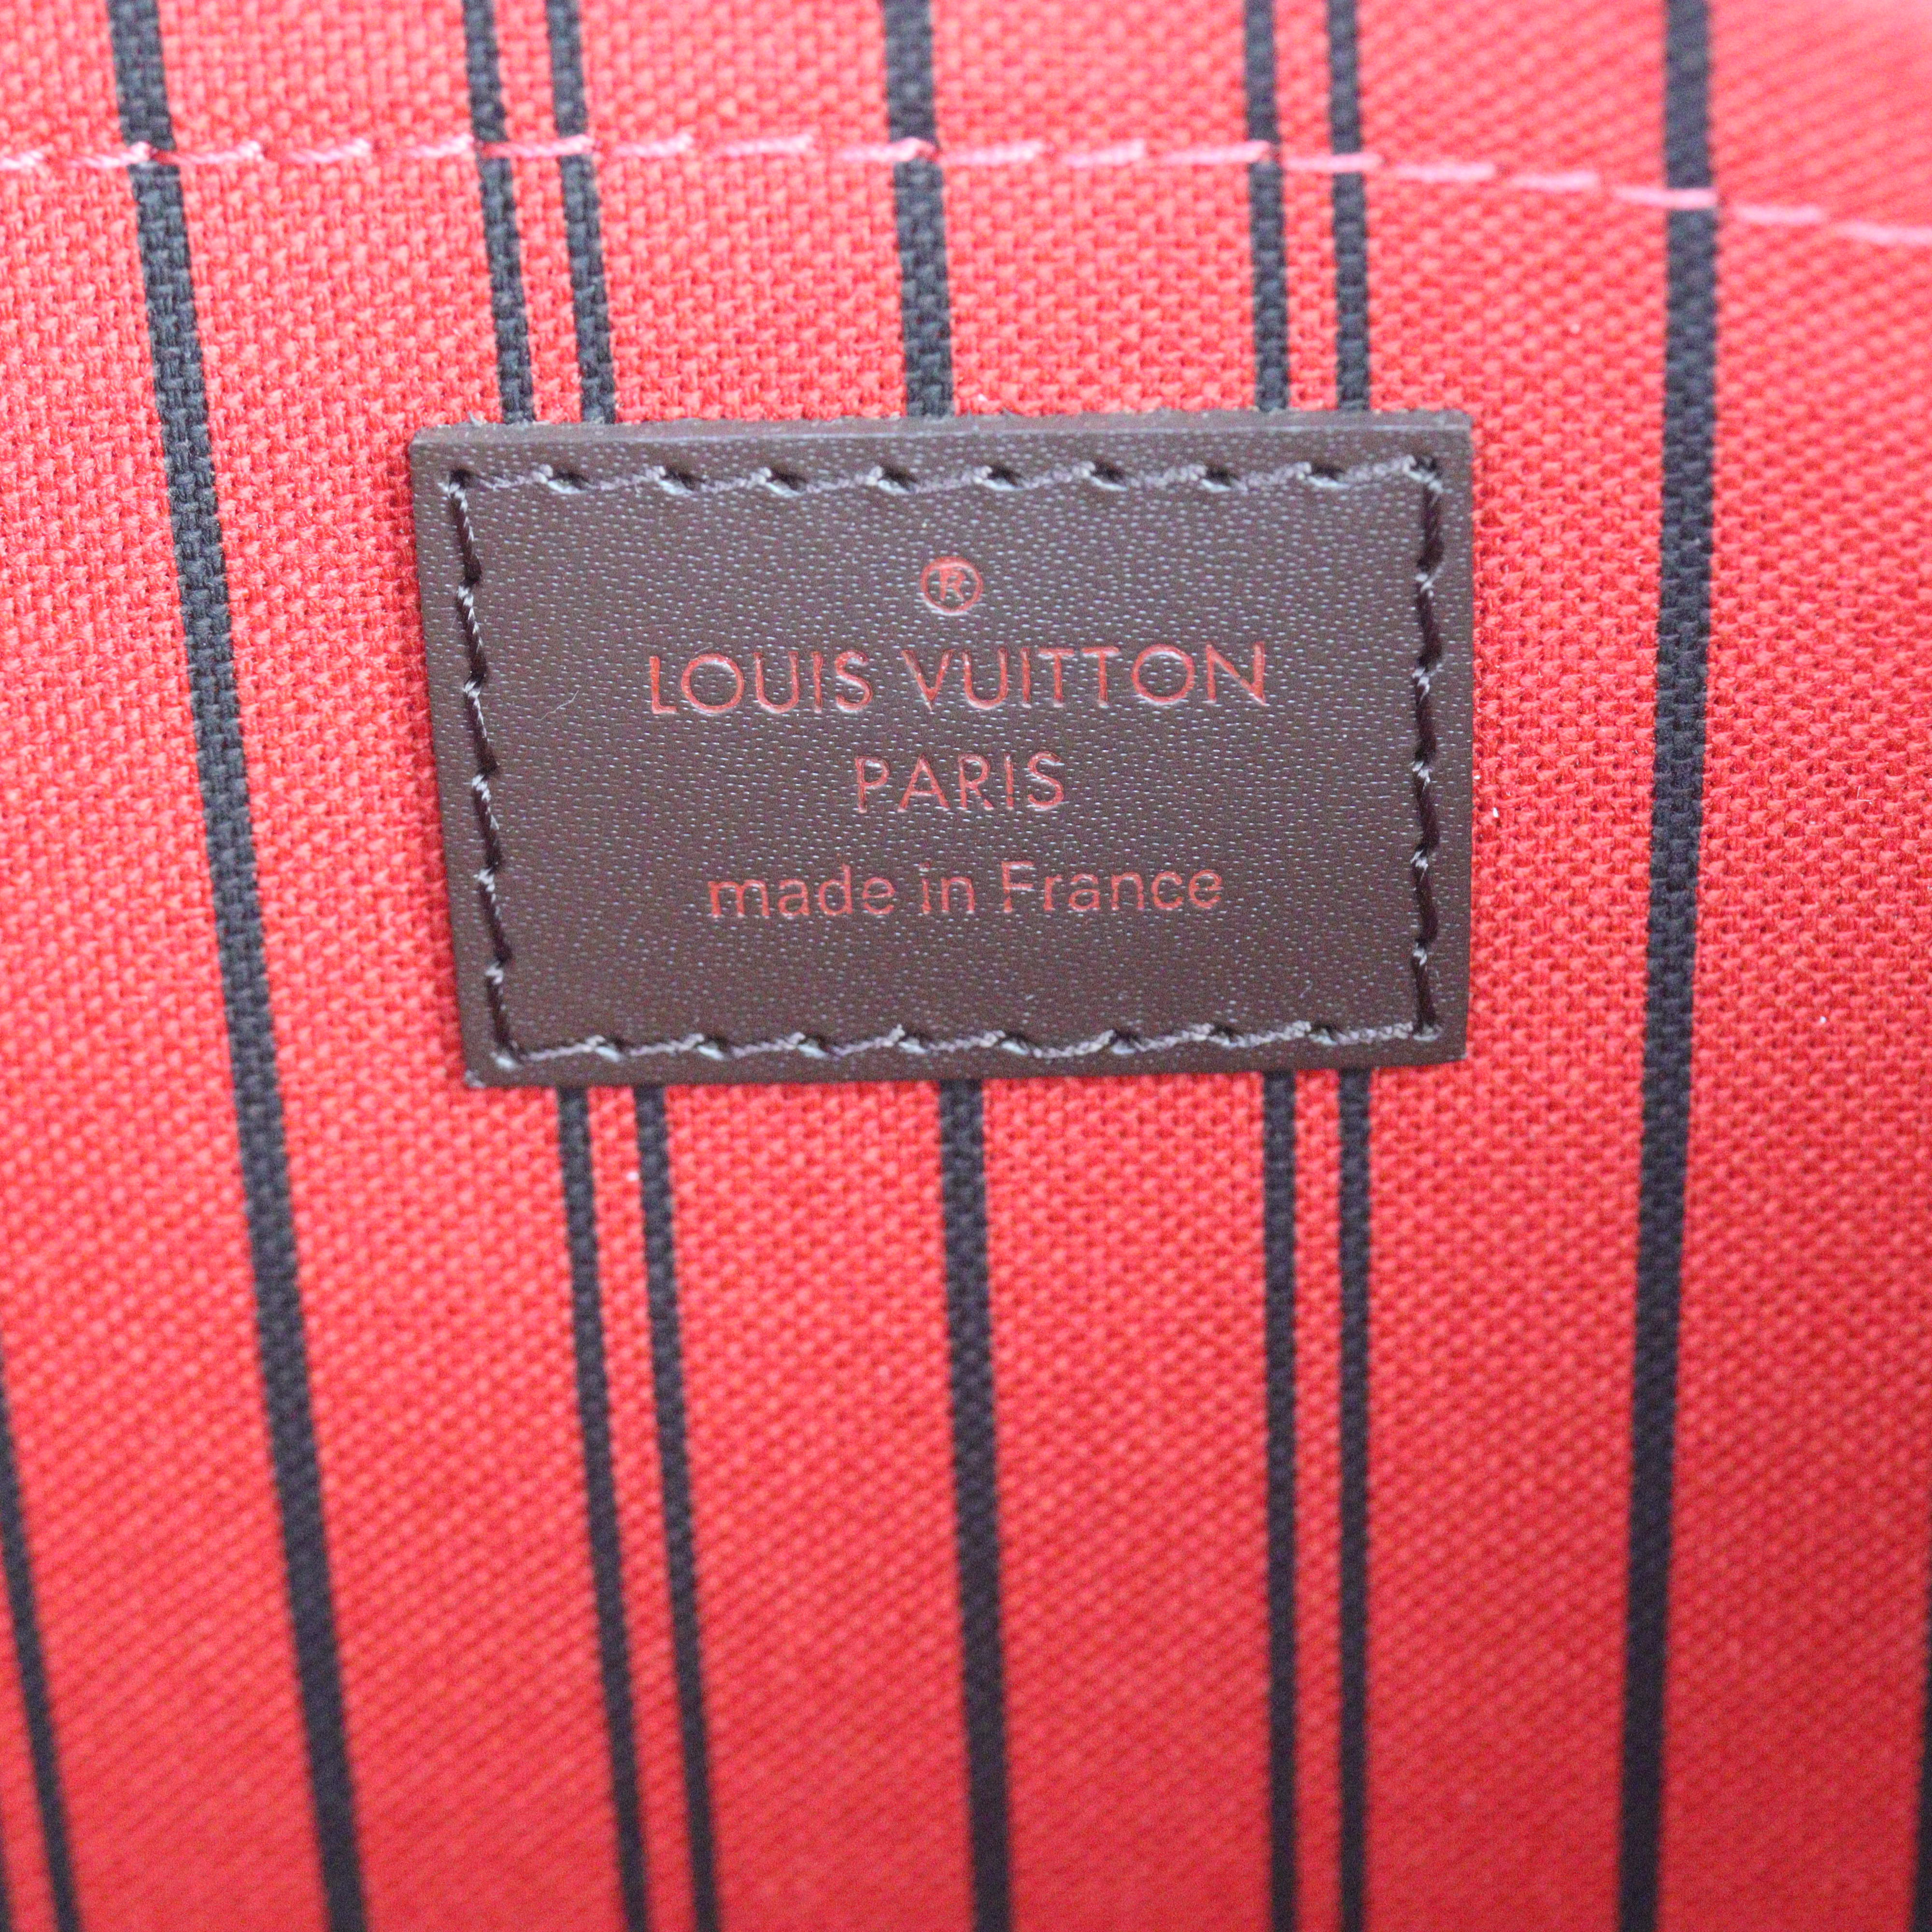 ®
LOUIS VUITTON
PARIS
made in France